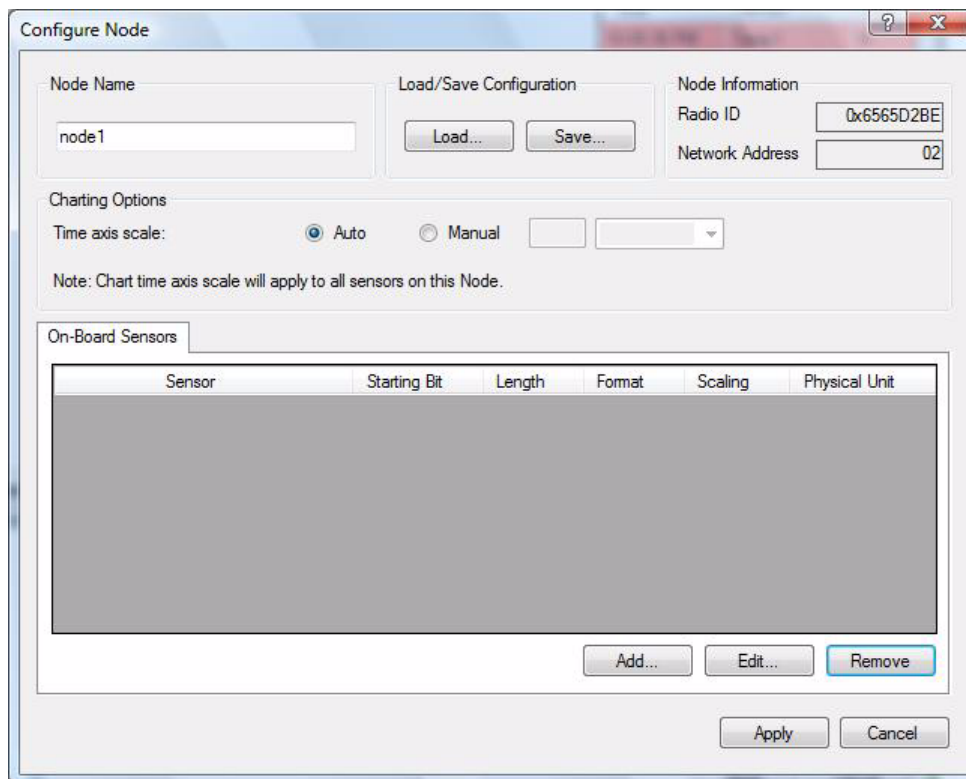 Configure Node
?
X
Node Name
node1
Load/Save Configuration
Load...
Save...
Node Information
Radio ID
0x6565D2BE
Network Address
02
Charting Options
Time axis scale:
Auto
Manual
Note: Chart time axis scale will apply to all sensors on this Node.
On-Board Sensors
Sensor Starting Bit Length Format Scaling Physical Unit
Add...
Edit...
Remove
Apply
Cancel